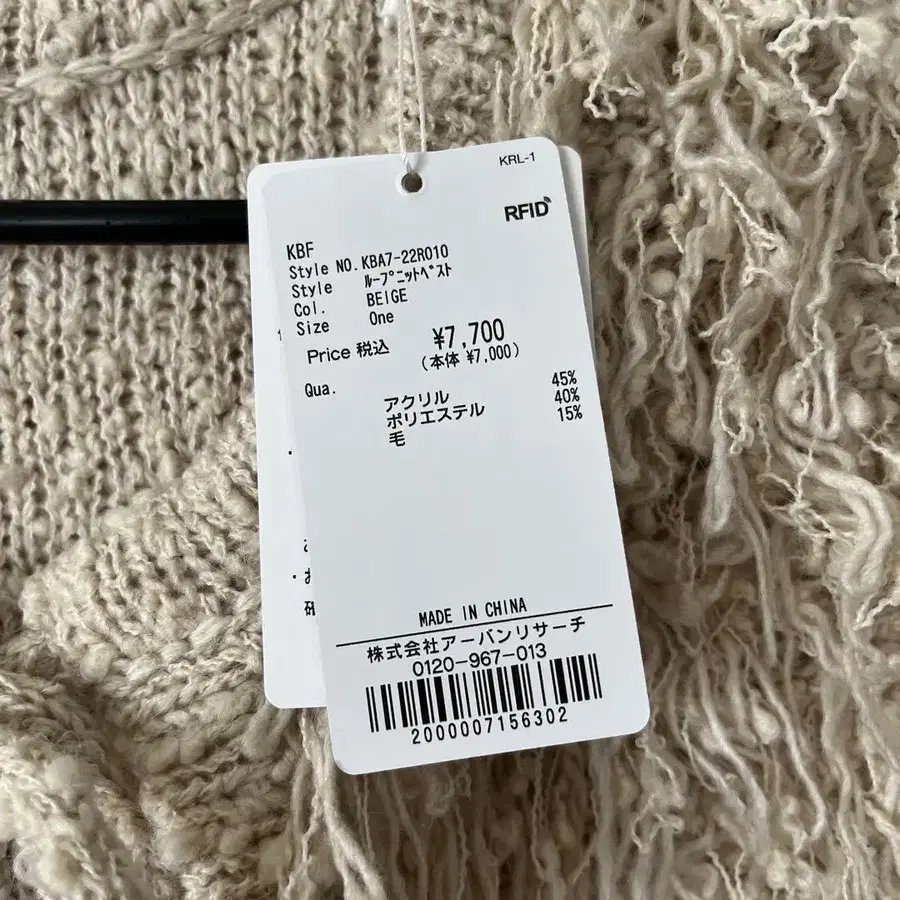 KRL-1
RFID
KBF
Style NO. KBA7-22R010
Style ﾙｰﾌﾟﾆｯﾄﾍﾞｽﾄ
Col. BEIGE
Size One
Price 税込 ¥7,700
(本体 ¥7,000)
Qua.
アクリル 45%
ポリエステル 40%
毛 15%
MADE IN CHINA
株式会社アーバンリサーチ
0120-967-013
2000007156302